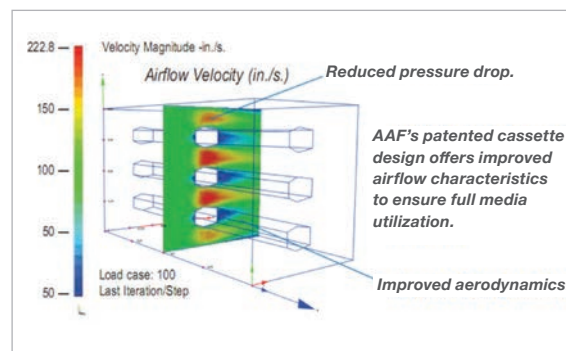 222.8 —
Velocity Magnitude -in./s.
Airflow Velocity (in./s.)
Reduced pressure drop.
150 —
AAF’s patented cassette
design offers improved
airflow characteristics
to ensure full media
utilization.
100 —
50 —
Load case: 100
Last Iteration/Step
50 —
Improved aerodynamics